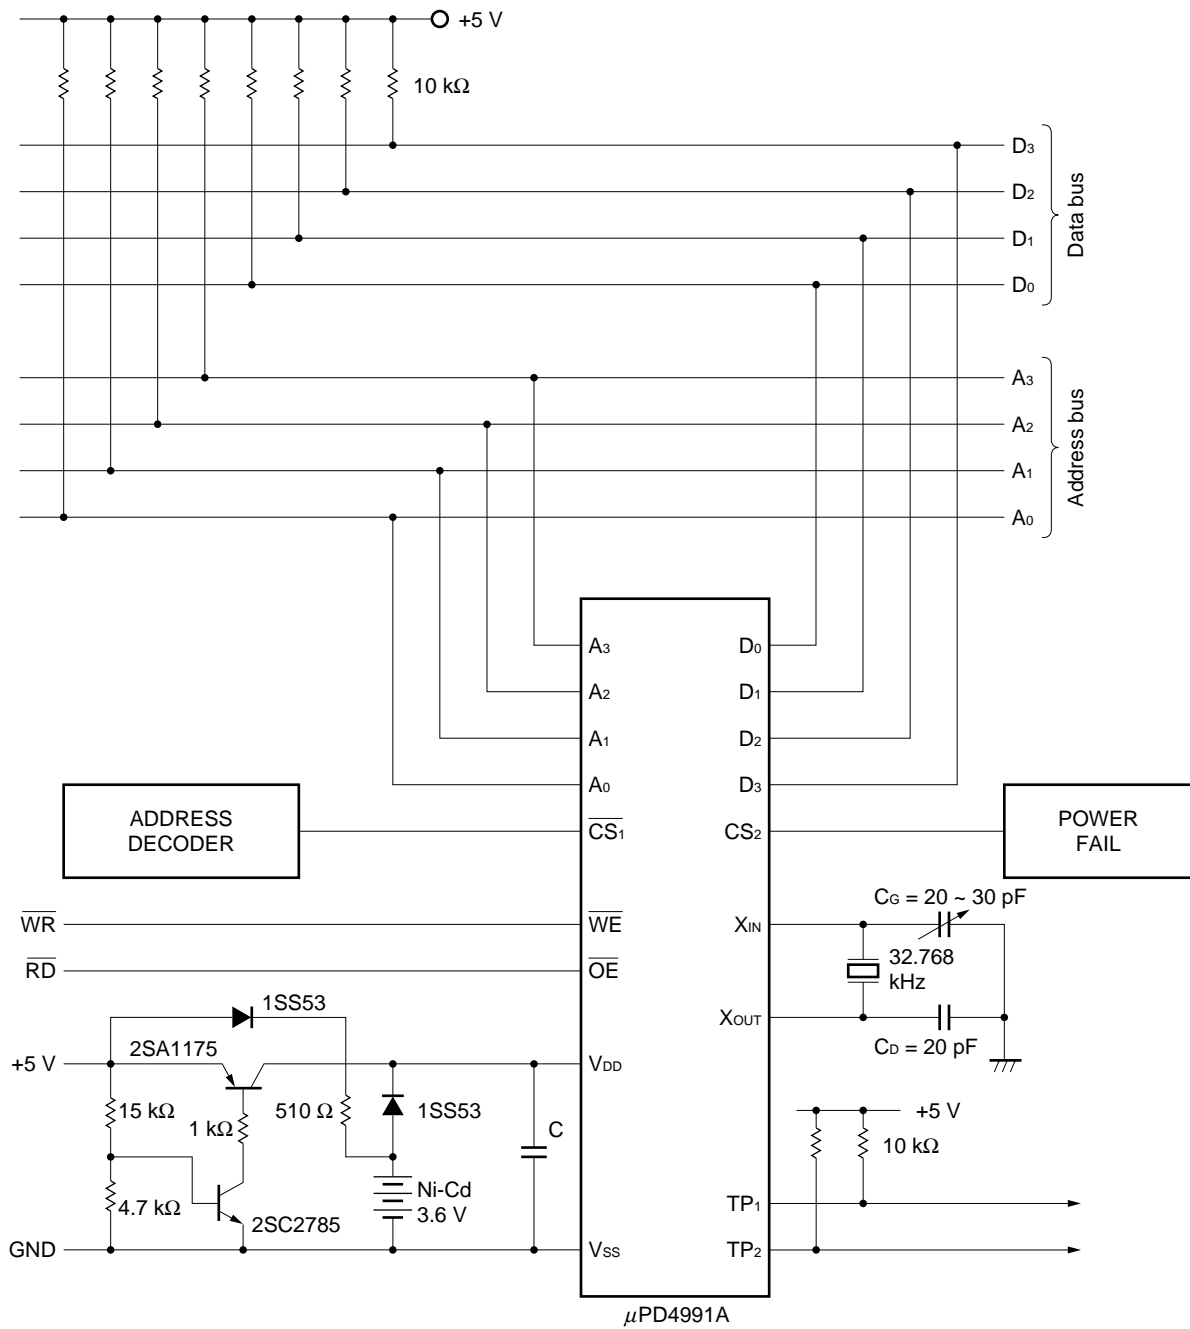 +5 V
10 kΩ
D3
D2
D1
D0
Data bus
A3
A2
A1
A0
Address bus
A3
D0
A2
D1
A1
D2
A0
D3
ADDRESS
DECODER
CS1
CS2
POWER
FAIL
CG = 20 ~ 30 pF
WR
WE
XIN
32.768
kHz
RD
OE
1SS53
XOUT
CD = 20 pF
+5 V
2SA1175
VDD
15 kΩ
1 kΩ
510 Ω
1SS53
C
+5 V
10 kΩ
4.7 kΩ
2SC2785
Ni-Cd
3.6 V
TP1
GND
VSS
TP2
μPD4991A